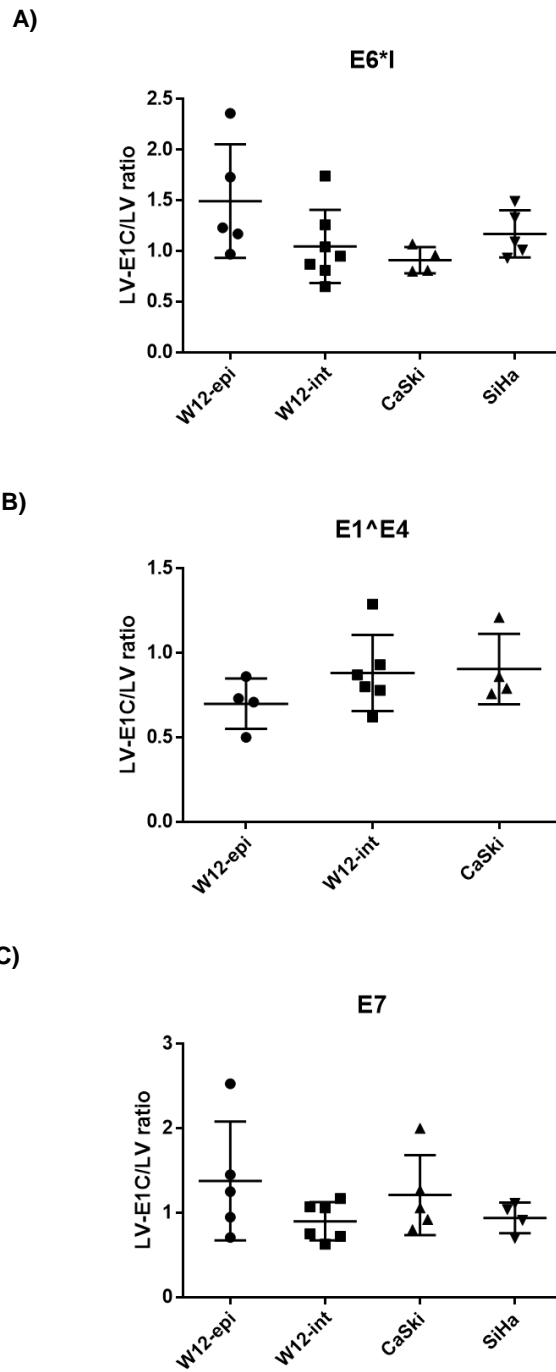 A)
E6*I
LV-E1C/LV ratio
2.5
2.0
1.5
1.0
0.5
0.0
W12-epi
W12-int
CaSki
SiHa
B)
E1^E4
LV-E1C/LV ratio
1.5
1.0
0.5
0.0
W12-epi
W12-int
CaSki
C)
E7
LV-E1C/LV ratio
3
2
1
0
W12-epi
W12-int
CaSki
SiHa